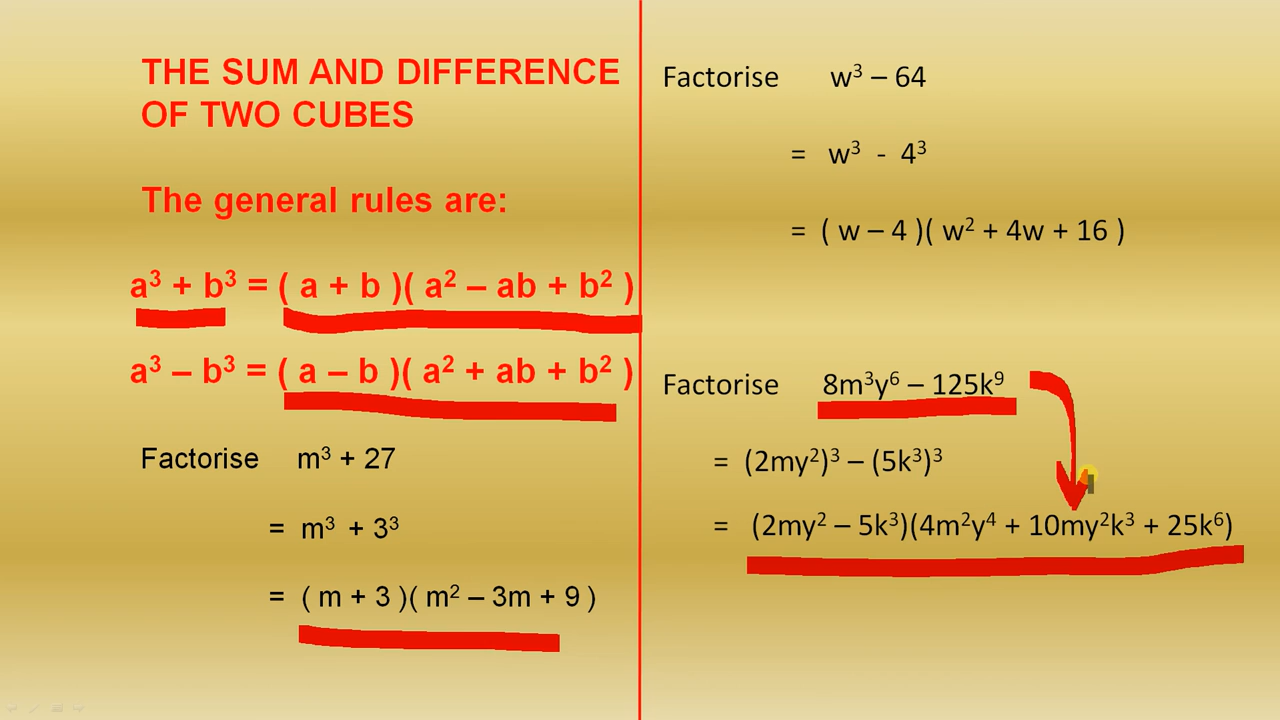 THE SUM AND DIFFERENCE
OF TWO CUBES
The general rules are:
a³ + b³ = ( a + b )( a² – ab + b² )
a³ – b³ = ( a – b )( a² + ab + b² )
Factorise m³ + 27
= m³ + 3³
= ( m + 3 )( m² – 3m + 9 )
Factorise w³ – 64
= w³ - 4³
= ( w – 4 )( w² + 4w + 16 )
Factorise 8m³y⁶ – 125k⁹
= (2my²)³ – (5k³)³
= (2my² – 5k³)(4m²y⁴ + 10my²k³ + 25k⁶)